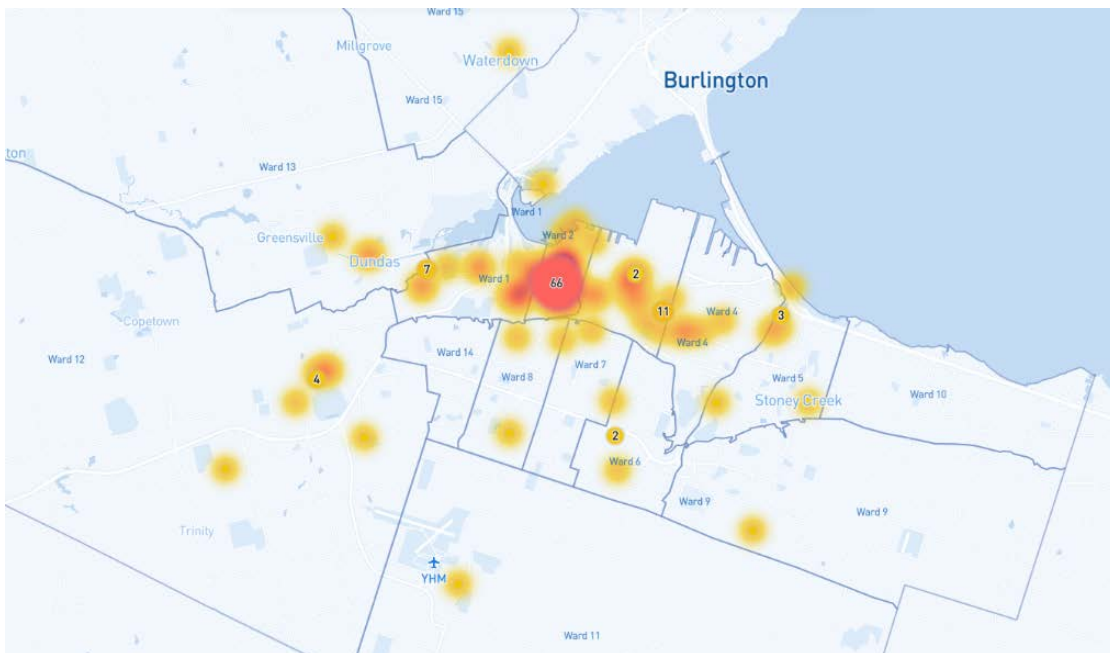 Ward 15
Millgrove
Waterdown
Burlington
Ward 15
ton
Ward 13
Ward 1
Greensville
Ward 2
Dundas
7
Ward 1
66
2
11
Ward 4
3
Copetown
Ward 4
Ward 12
Ward 14
Ward 8
Ward 7
Ward 5
4
Stoney Creek
Ward 10
2
Ward 6
Ward 9
Ward 9
Trinity
YHM
Ward 11